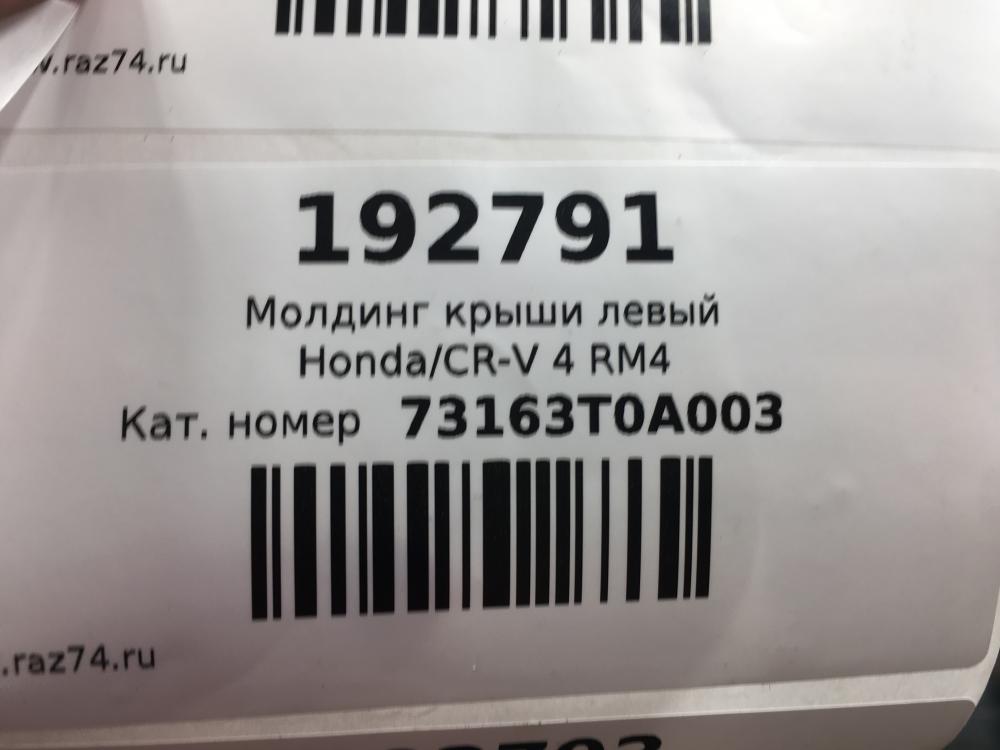 .raz74.ru
192791
Молдинг крыши левый
Honda/CR-V 4 RM4
Кат. номер 73163T0A003
.raz74.ru